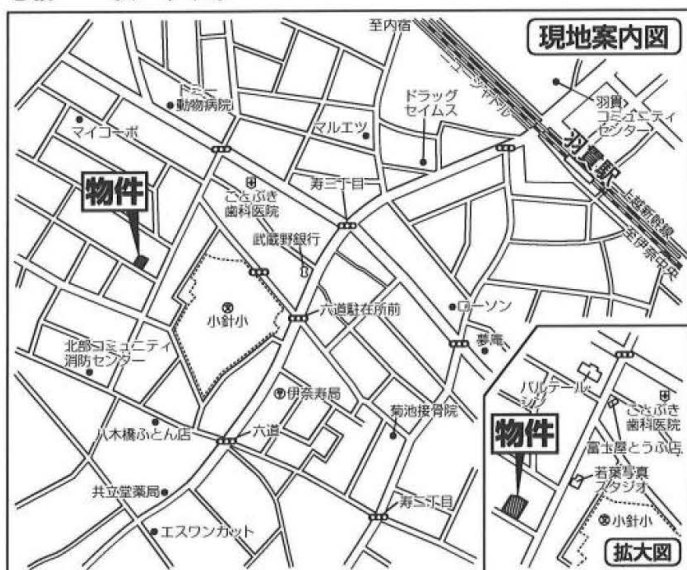 現地案内図
至内宿
ニューシャトル
羽貫
コミュニティ
センター
羽貫駅
上越新幹線
至伊奈中央
トミー
動物病院
マイコーポ
マルエツ
ドラッグ
セイムス
物件
ことぶき
歯科医院
寿三丁目
武蔵野銀行
小針小
六道駐在所前
ローソン
夢庵
北部コミュニティ
消防センター
伊奈寿局
菊池接骨院
八木橋ふとん店
六道
共立堂薬局
エスワンカット
寿二丁目
パルテール・
ことぶき
歯科医院
冨士屋とうふ店
物件
若葉写真
スタジオ
小針小
拡大図